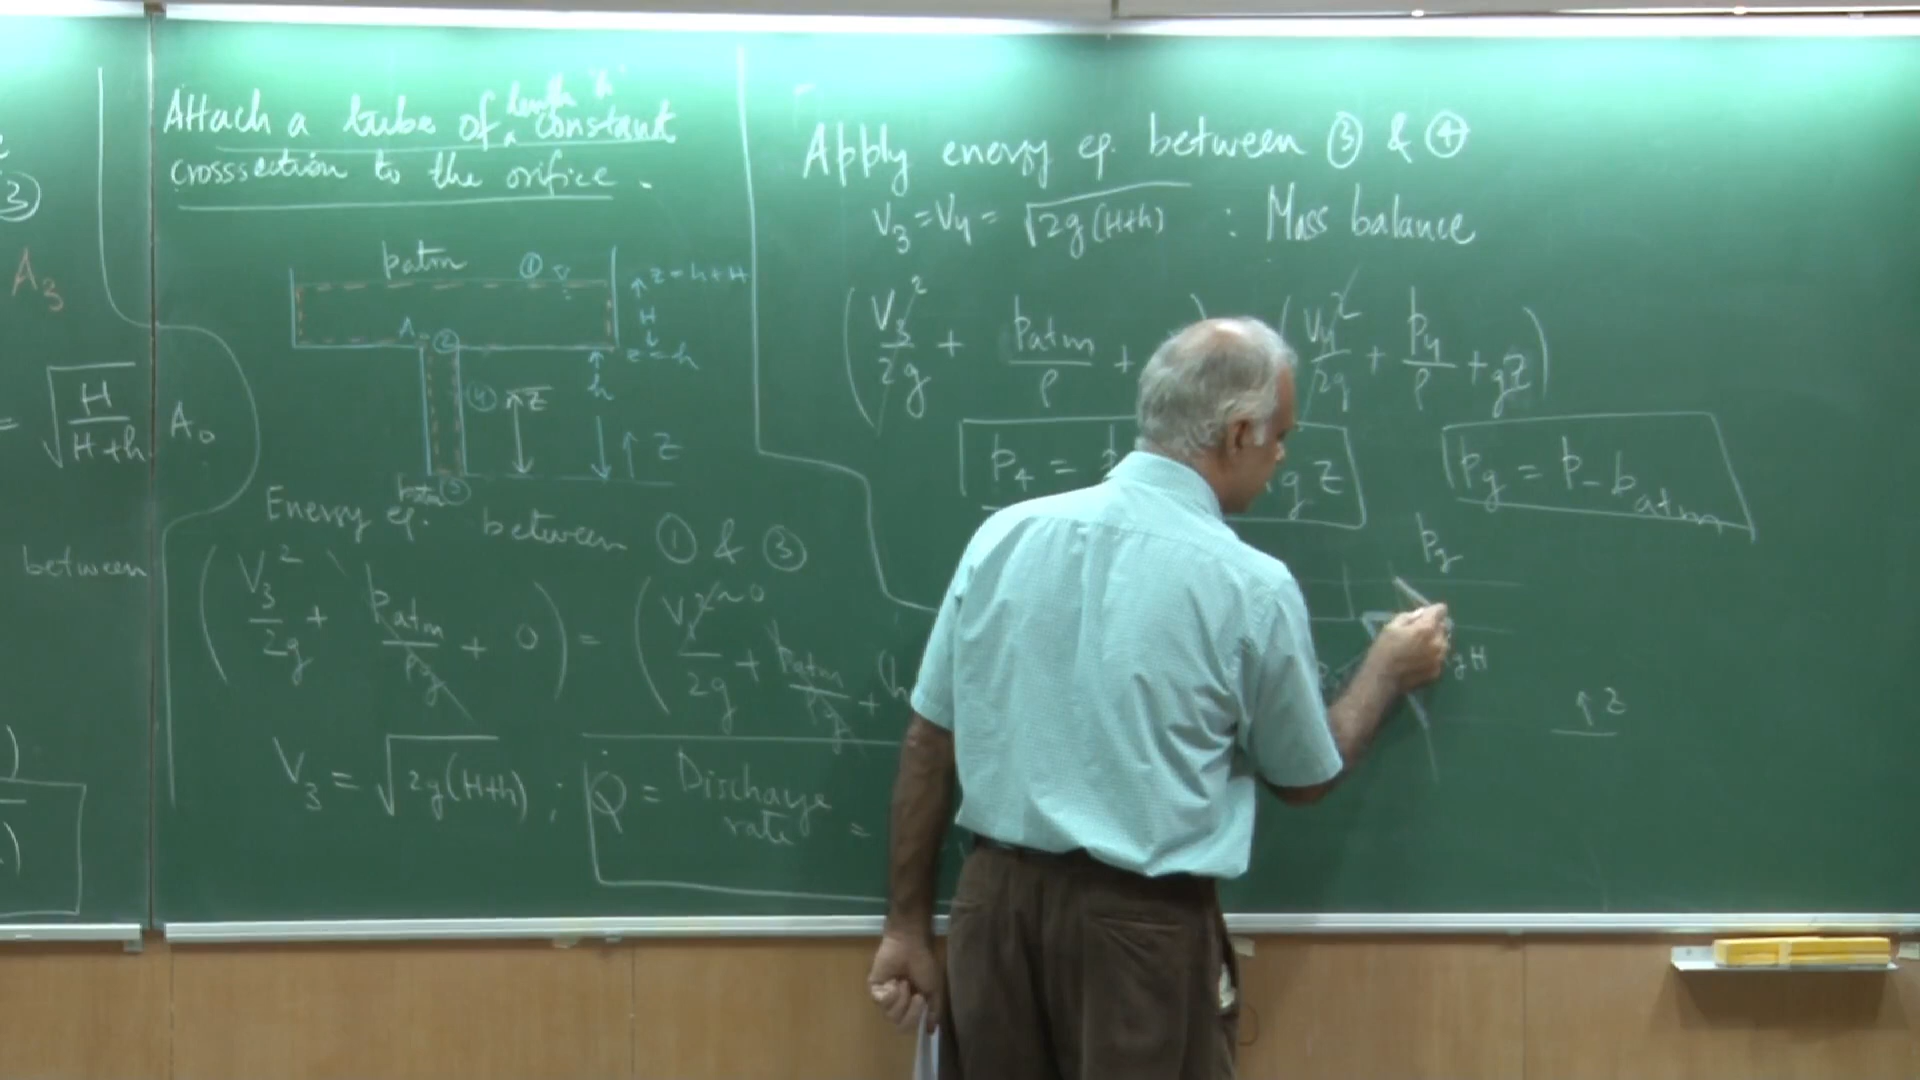 ③
A₃
= √(H/(H+h)) A₀
between
Attach a tube of length 'h'
of a constant
crosssection to the orifice.
patm
①
z = h+H
H
z = h
A₀
②
④
z
h
z
patm ③
Energy eq. between ① & ③
(V₃²/2g + patm/ρg + 0) = (V₁²/2g ~0 + patm/ρg + (h
V₃ = √2g(H+h) ; Q̇ = Discharge
rate =
Apply energy eq. between ③ & ④
V₃ = V₄ = √2g(H+h) : Mass balance
(V₃²/2g + patm/ρ + (V₄²/2g + p₄/ρ + gz)
p₄ = gz
pg = p - patm
pg
gH
z